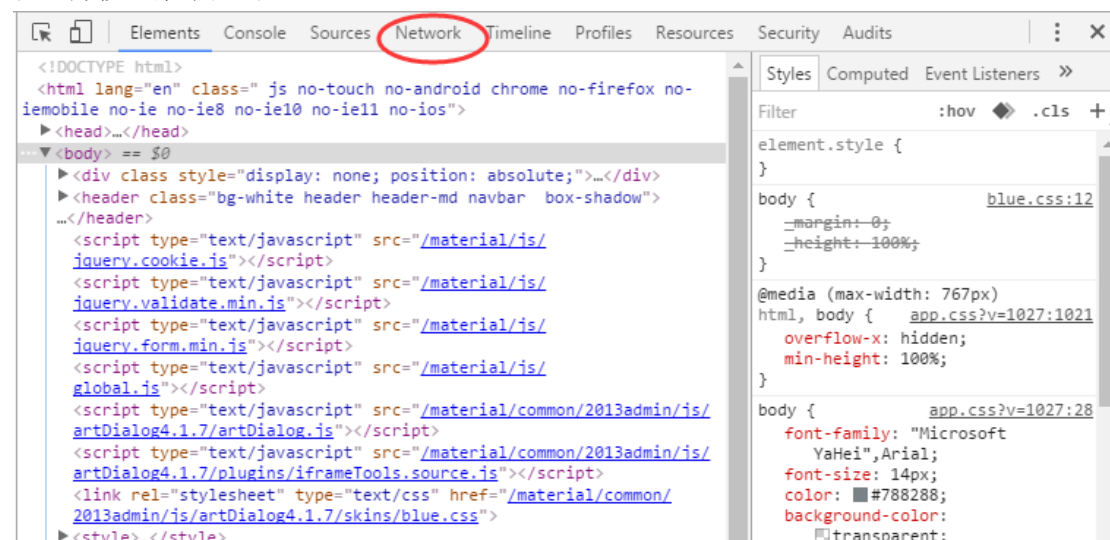 Elements Console Sources Network Timeline Profiles Resources Security Audits
<!DOCTYPE html>
<html lang="en" class=" js no-touch no-android chrome no-firefox no-
iemobile no-ie no-ie8 no-ie10 no-ie11 no-ios">
<head>…</head>
<body> == $0
<div class style="display: none; position: absolute;">…</div>
<header class="bg-white header header-md navbar  box-shadow">
…</header>
<script type="text/javascript" src="/material/js/
jquery.cookie.js"></script>
<script type="text/javascript" src="/material/js/
jquery.validate.min.js"></script>
<script type="text/javascript" src="/material/js/
jquery.form.min.js"></script>
<script type="text/javascript" src="/material/js/
global.js"></script>
<script type="text/javascript" src="/material/common/2013admin/js/
artDialog4.1.7/artDialog.js"></script>
<script type="text/javascript" src="/material/common/2013admin/js/
artDialog4.1.7/plugins/iframeTools.source.js"></script>
<link rel="stylesheet" type="text/css" href="/material/common/
2013admin/js/artDialog4.1.7/skins/blue.css">
<style>…</style>
Styles Computed Event Listeners »
Filter :hov .cls +
element.style {
}
body { blue.css:12
_margin: 0;
_height: 100%;
}
@media (max-width: 767px)
html, body { app.css?v=1027:1021
overflow-x: hidden;
min-height: 100%;
}
body { app.css?v=1027:28
font-family: "Microsoft
YaHei",Arial;
font-size: 14px;
color: #788288;
background-color:
transparent;